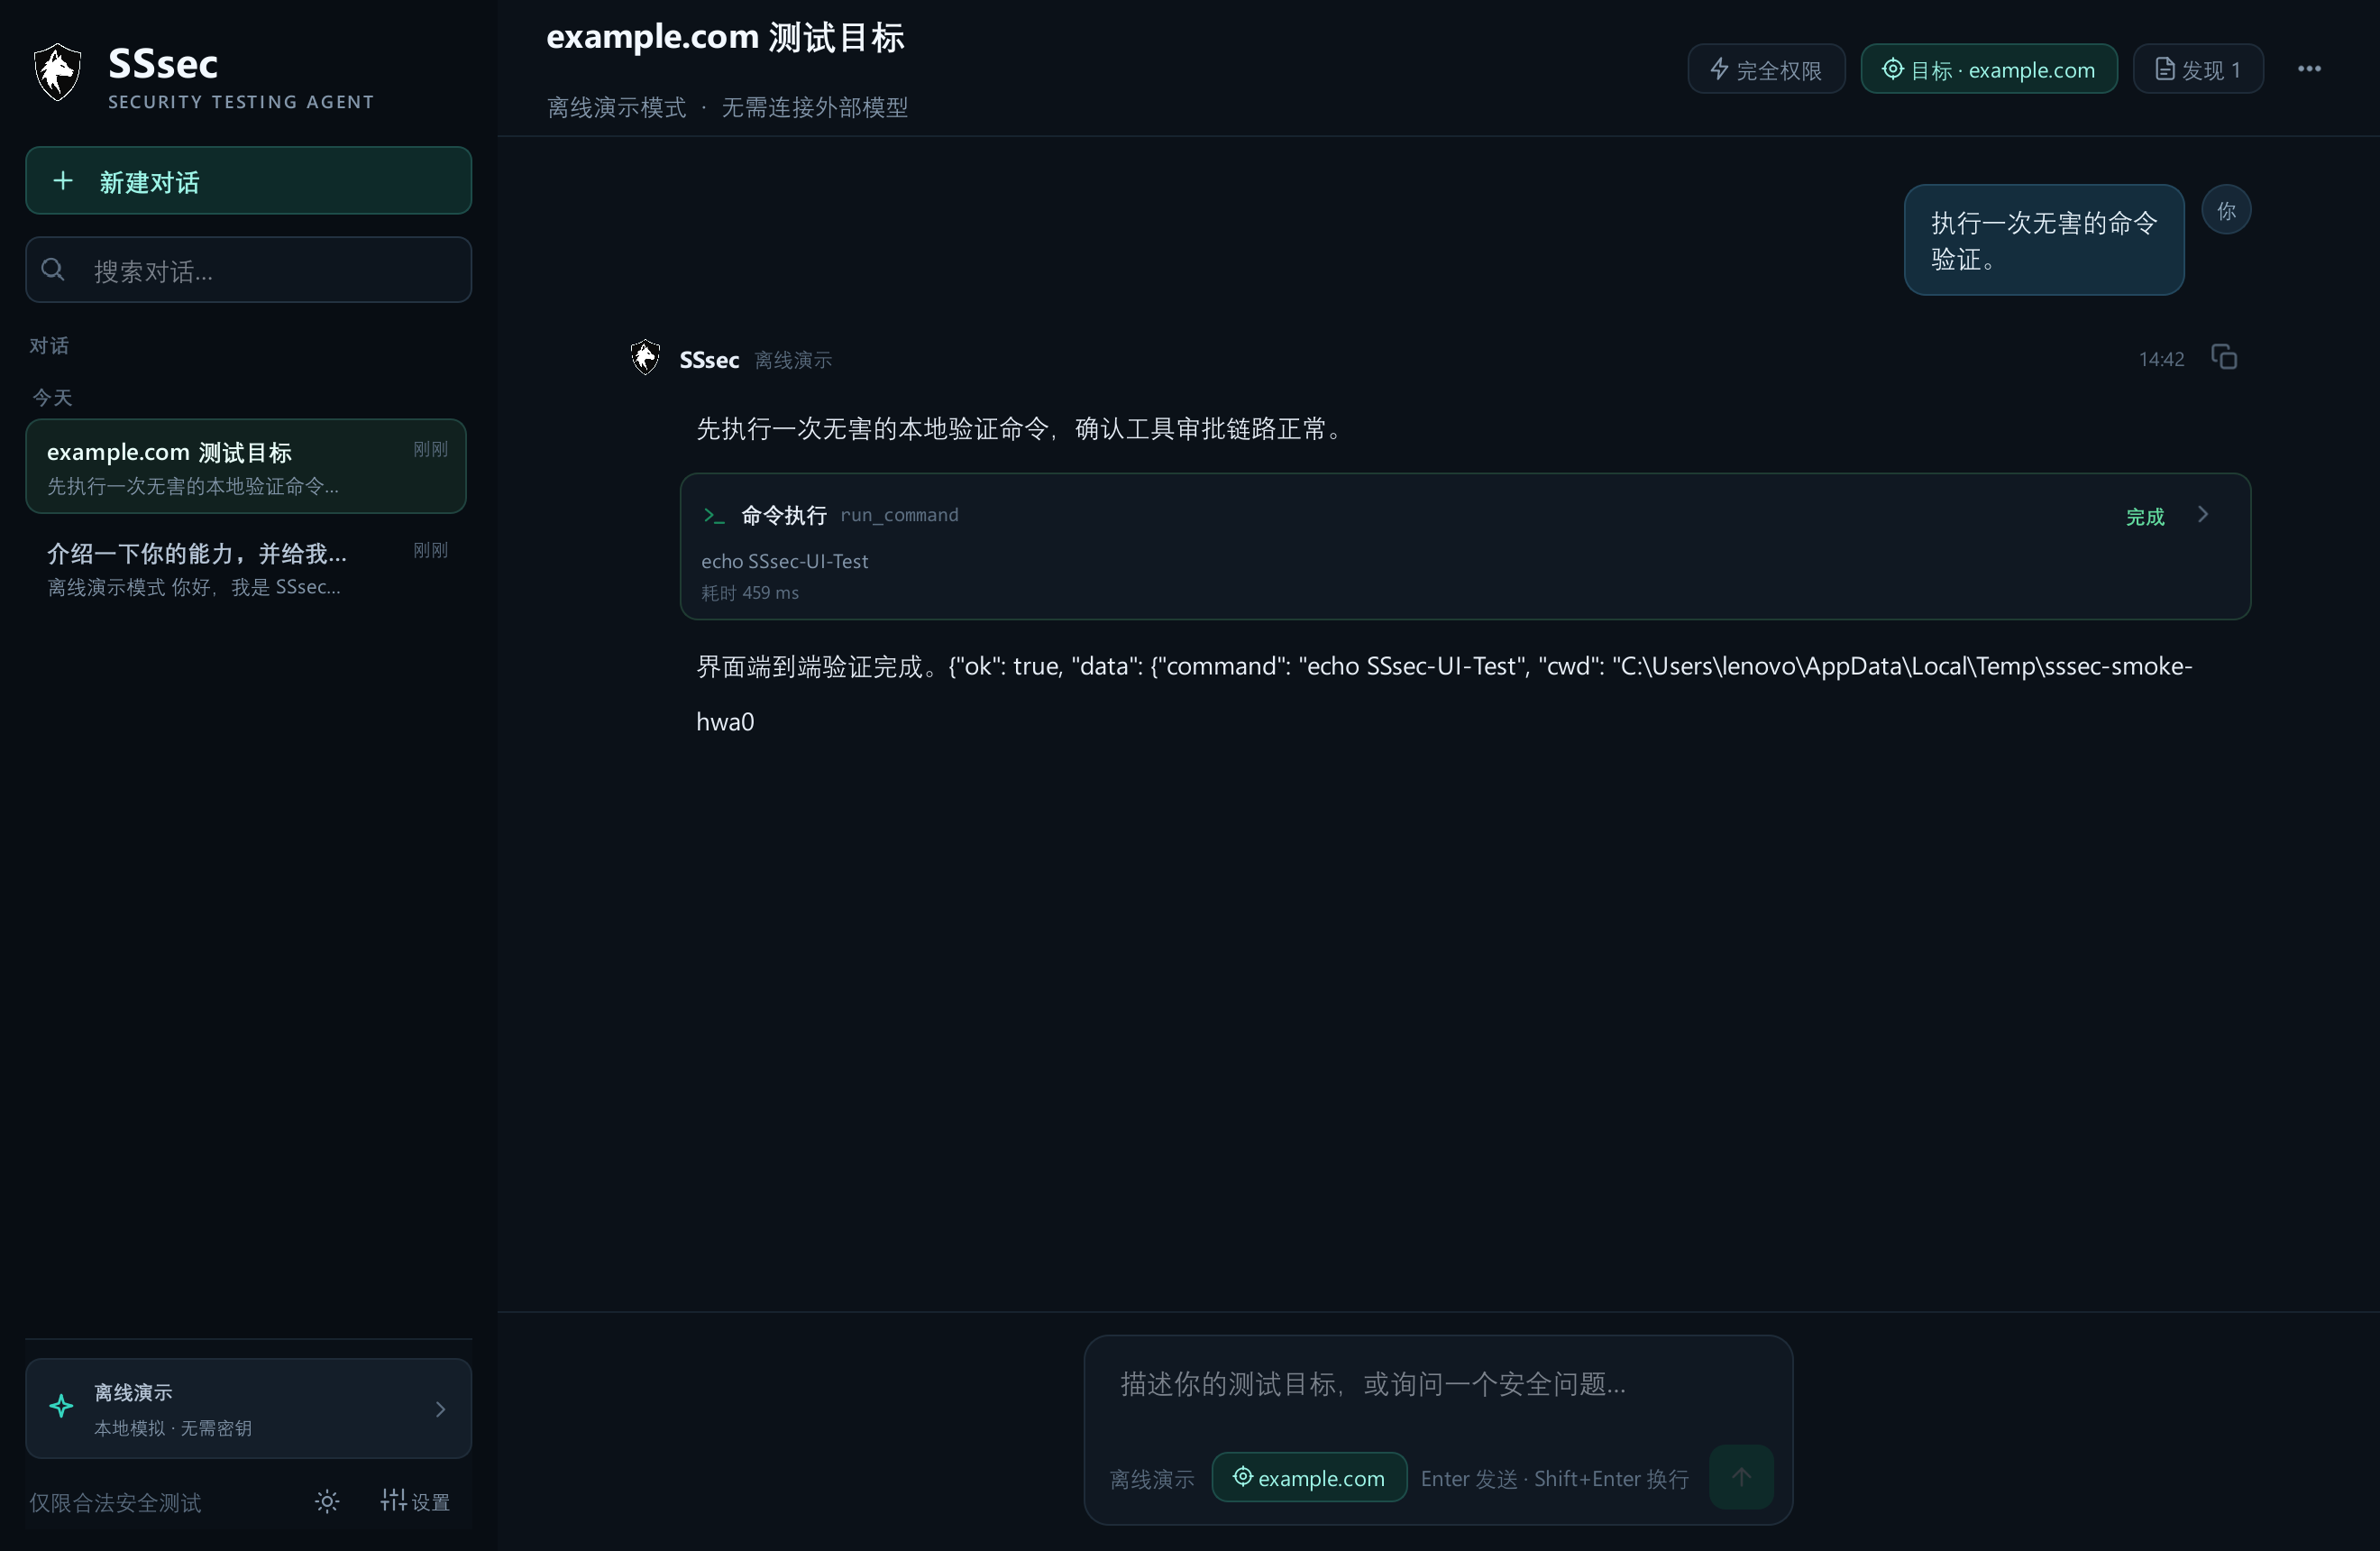 SSsec
SECURITY TESTING AGENT
新建对话
搜索对话...
对话
今天
example.com 测试目标
刚刚
先执行一次无害的本地验证命令...
介绍一下你的能力，并给我...
刚刚
离线演示模式 你好，我是 SSsec...
离线演示
本地模拟 · 无需密钥
仅限合法安全测试
设置
example.com 测试目标
离线演示模式 · 无需连接外部模型
完全权限
目标 · example.com
发现 1
执行一次无害的命令
验证。
你
SSsec 离线演示
14:42
先执行一次无害的本地验证命令，确认工具审批链路正常。
>_ 命令执行 run_command
完成
echo SSsec-UI-Test
耗时 459 ms
界面端到端验证完成。{"ok": true, "data": {"command": "echo SSsec-UI-Test", "cwd": "C:\Users\lenovo\AppData\Local\Temp\sssec-smoke-
hwa0
描述你的测试目标，或询问一个安全问题...
离线演示
example.com
Enter 发送 · Shift+Enter 换行